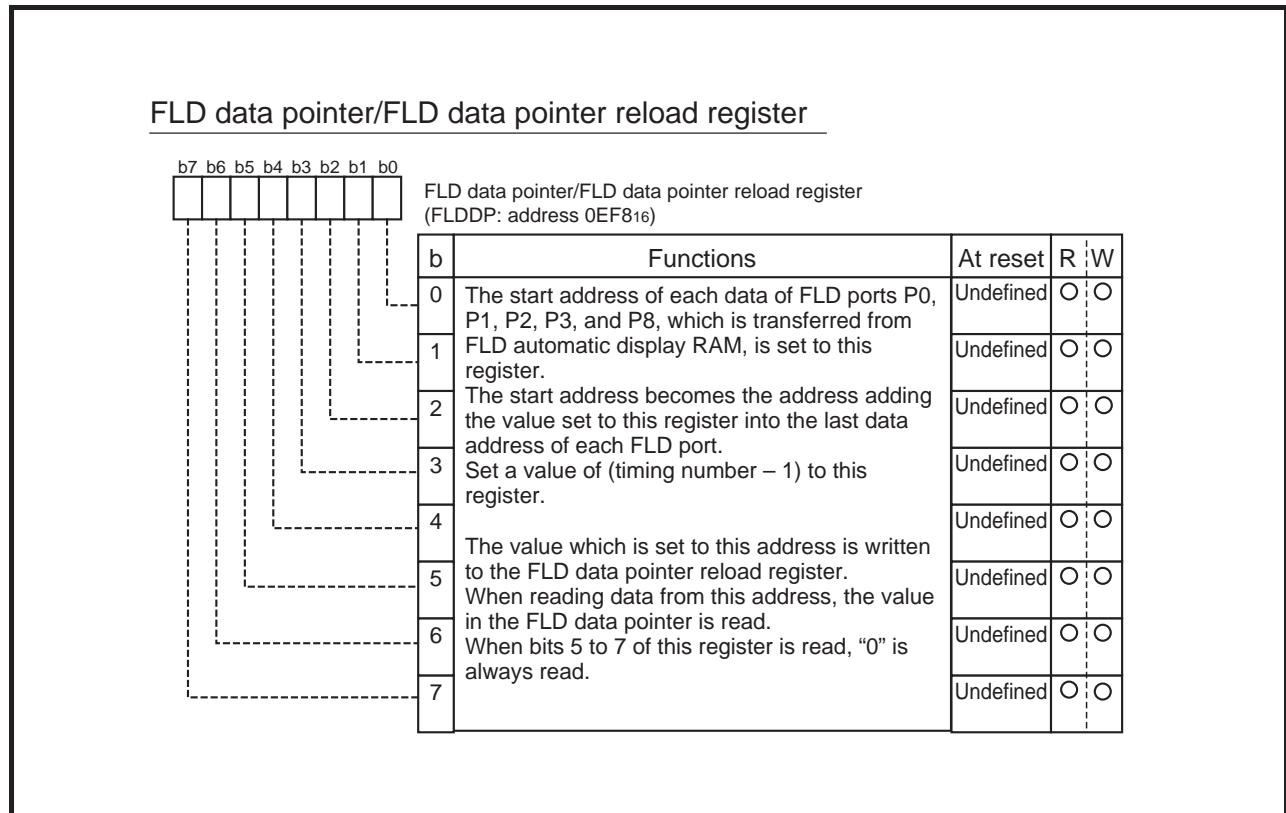 FLD data pointer/FLD data pointer reload register
b7 b6 b5 b4 b3 b2 b1 b0
FLD data pointer/FLD data pointer reload register
(FLDDP: address 0EF816)
b Functions At reset R W
0 The start address of each data of FLD ports P0, Undefined O O
P1, P2, P3, and P8, which is transferred from
1 FLD automatic display RAM, is set to this Undefined O O
register.
The start address becomes the address adding
2 the value set to this register into the last data Undefined O O
address of each FLD port.
3 Set a value of (timing number – 1) to this Undefined O O
register.
4 Undefined O O
The value which is set to this address is written
5 to the FLD data pointer reload register. Undefined O O
When reading data from this address, the value
6 in the FLD data pointer is read. Undefined O O
When bits 5 to 7 of this register is read, “0” is
always read.
7 Undefined O O